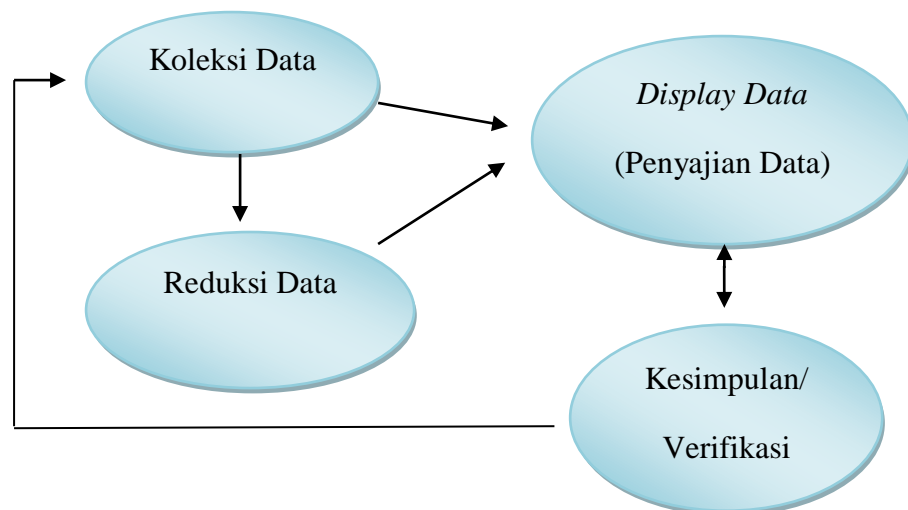 Koleksi Data
Display Data
(Penyajian Data)
Reduksi Data
Kesimpulan/
Verifikasi